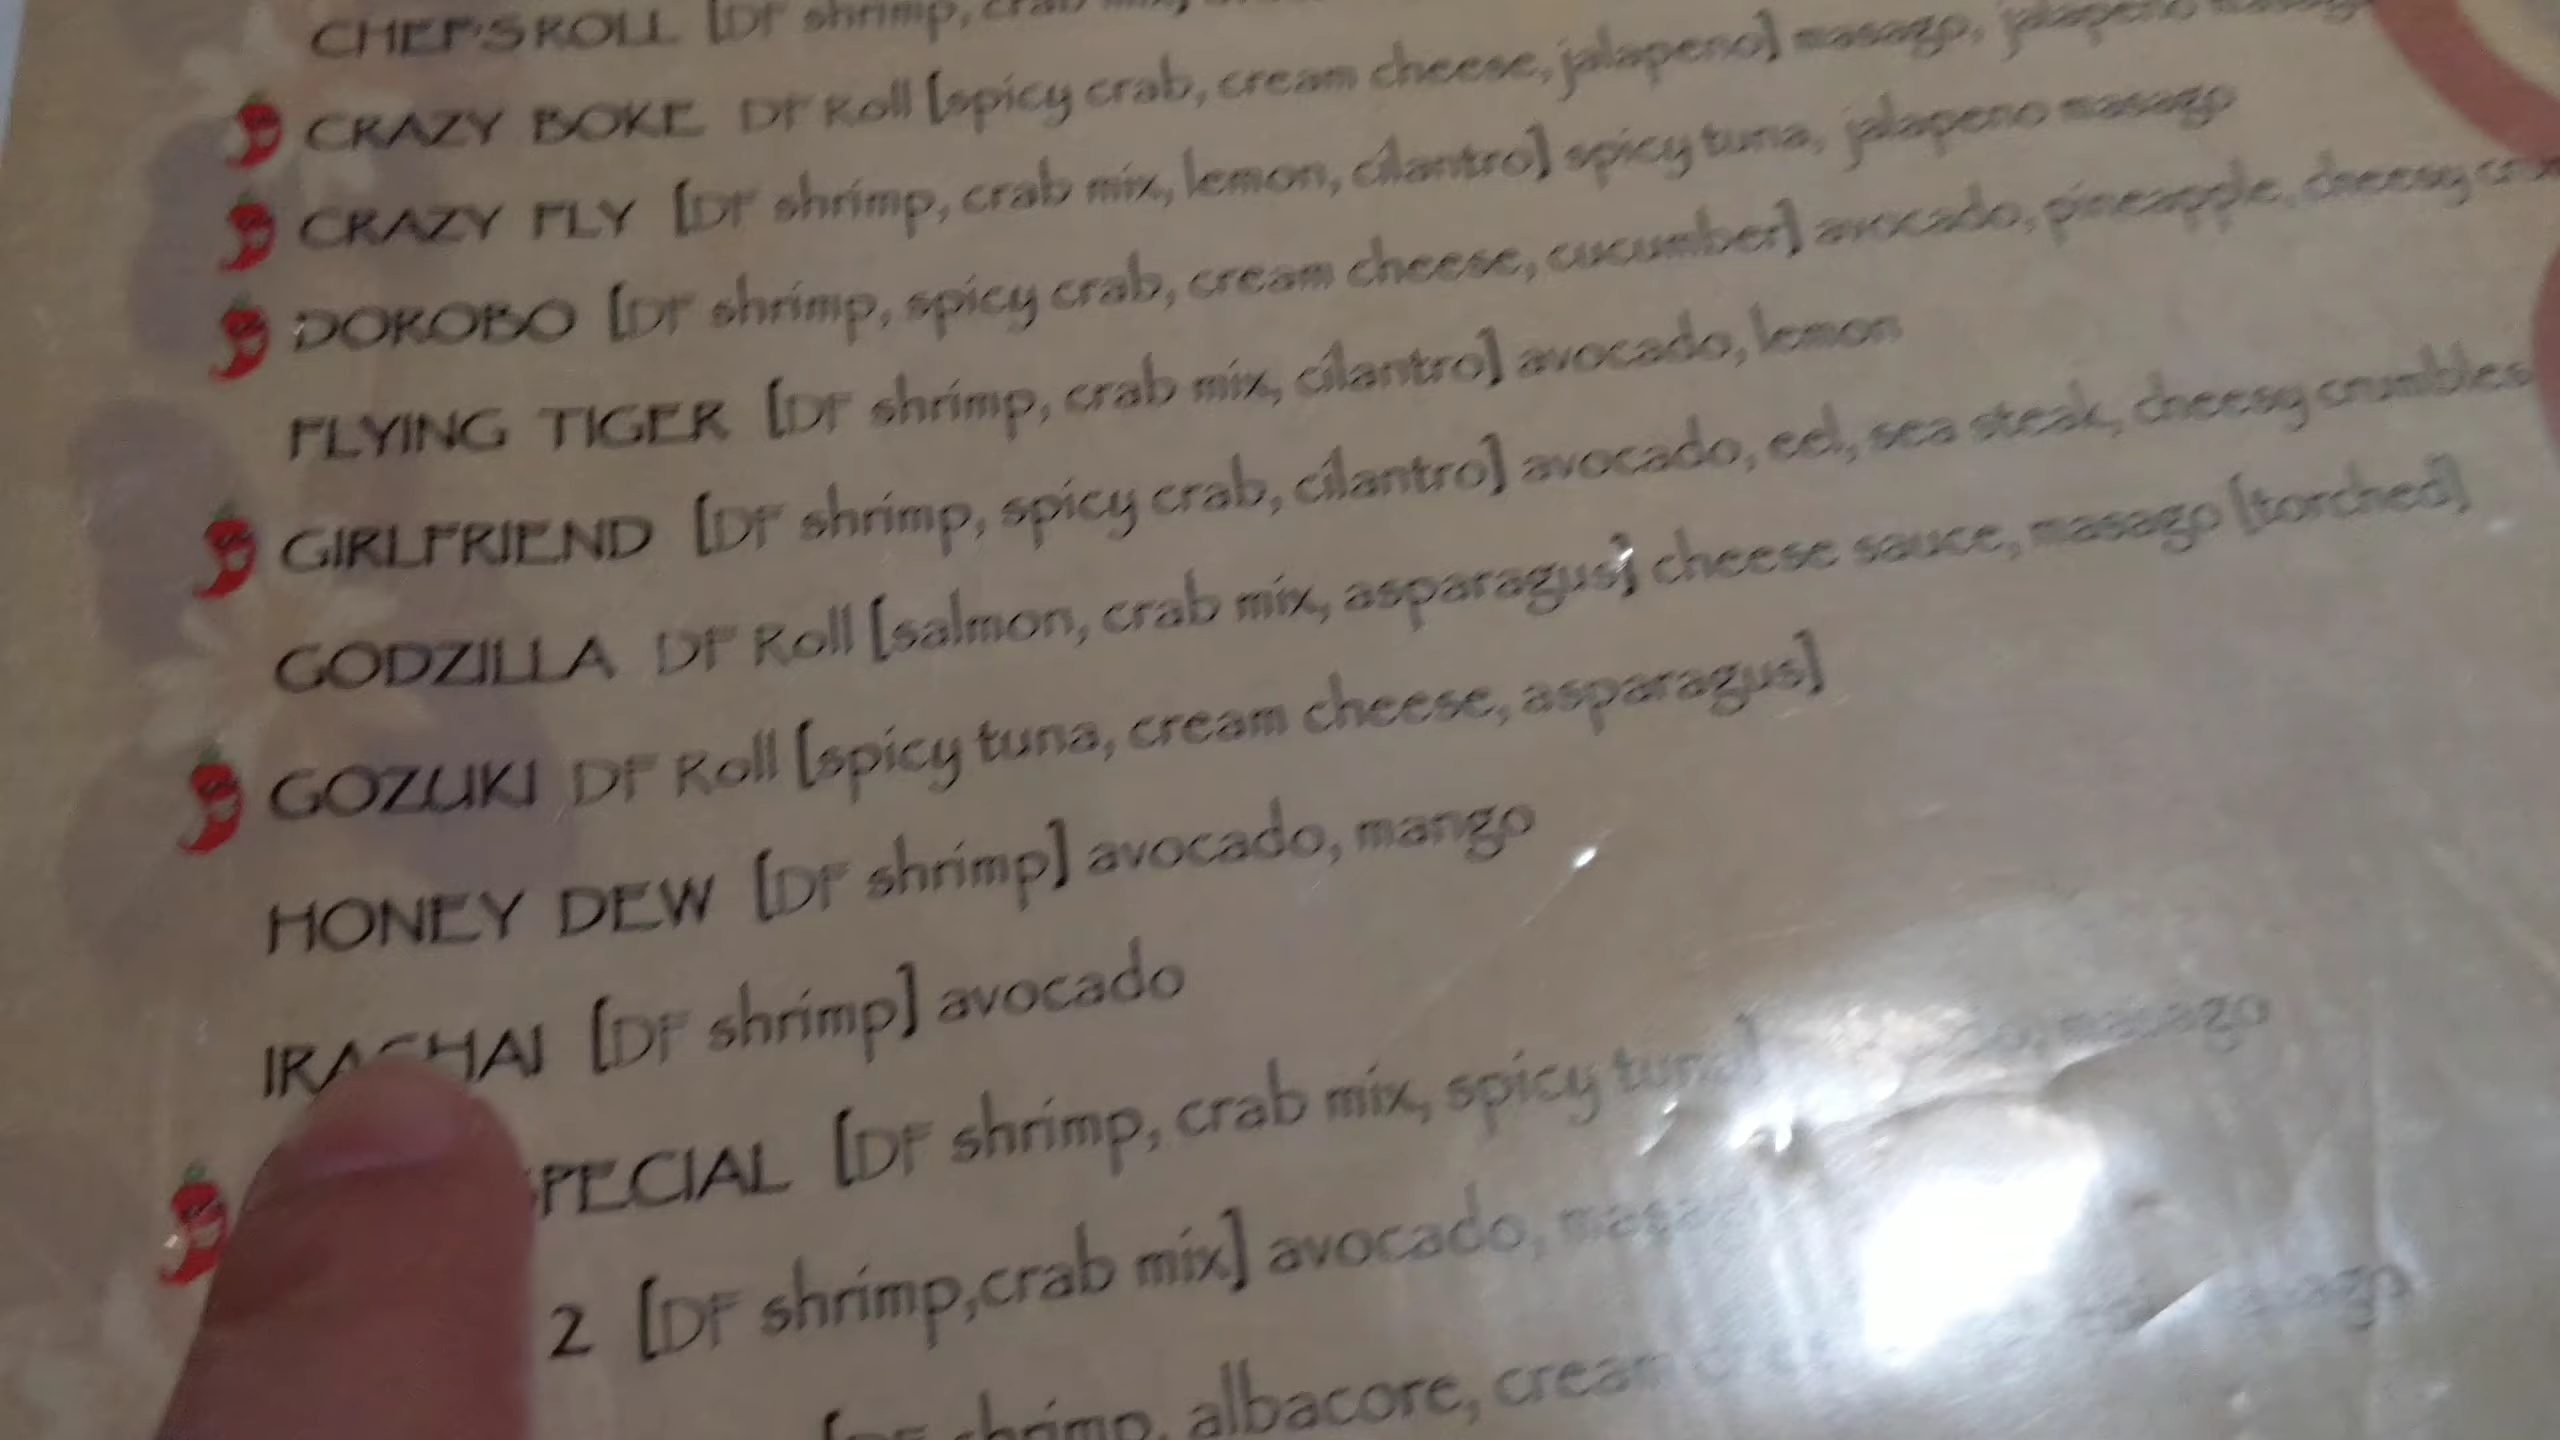 CHEF'S ROLL [DF shrimp, crab mix]
CRAZY BOKE DF Roll [spicy crab, cream cheese, jalapeno] masago, jalapeno
CRAZY FLY [DF shrimp, crab mix, lemon, cilantro] spicy tuna, jalapeno masago
DOROBO [DF shrimp, spicy crab, cream cheese, cucumber] avocado, pineapple, cheesy
FLYING TIGER [DF shrimp, crab mix, cilantro] avocado, lemon
GIRLFRIEND [DF shrimp, spicy crab, cilantro] avocado, eel, sea steak, cheesy crumbles
GODZILLA DF Roll [salmon, crab mix, asparagus] cheese sauce, masago [torched]
GOZUKI DF Roll [spicy tuna, cream cheese, asparagus]
HONEY DEW [DF shrimp] avocado, mango
IRASHAI [DF shrimp] avocado
SPECIAL [DF shrimp, crab mix, spicy tuna] masago
2 [DF shrimp,crab mix] avocado,
[DF shrimp, albacore, cream